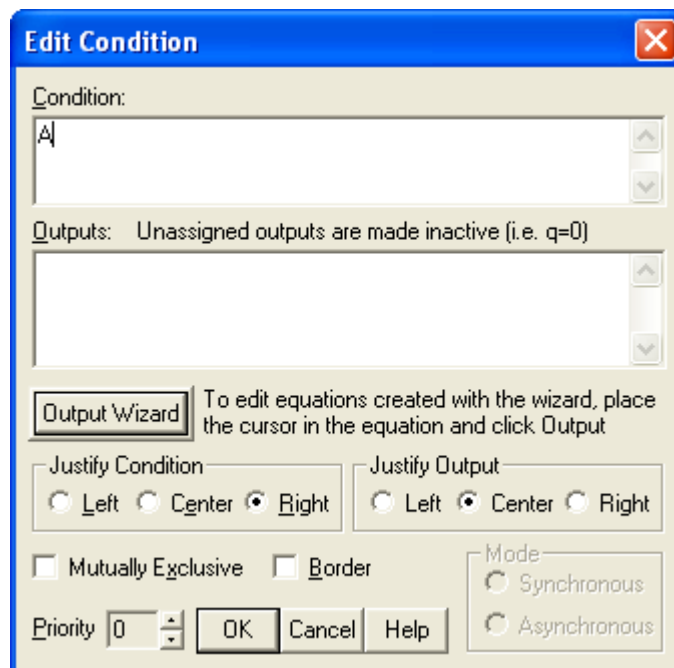 Edit Condition
Condition:
A
Outputs: Unassigned outputs are made inactive (i.e. q=0)
Output Wizard
To edit equations created with the wizard, place
the cursor in the equation and click Output
Justify Condition
Left Center Right
Justify Output
Left Center Right
Mutually Exclusive Border
Mode
Synchronous
Asynchronous
Priority 0 OK Cancel Help